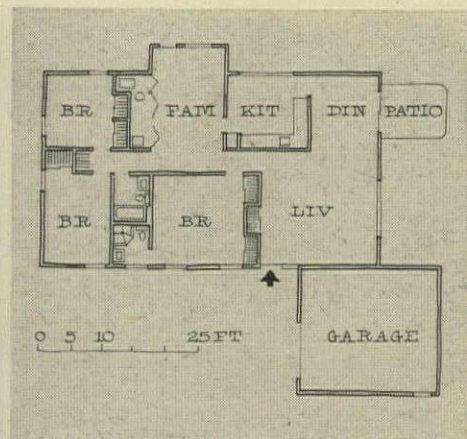 BR
FAM
KIT
DIN
PATIO
BR
BR
LIV
0 5 10 25 FT
GARAGE